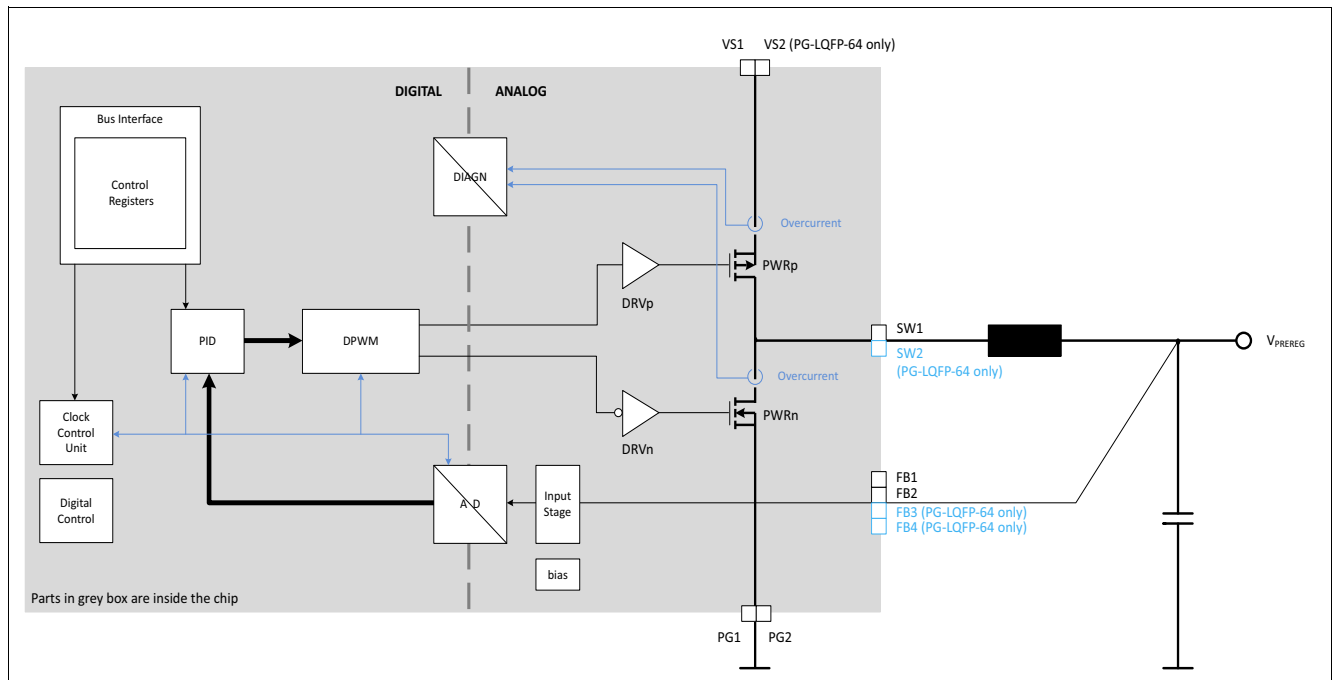 VS1 VS2 (PG-LQFP-64 only)
DIGITAL ANALOG
Bus Interface
Control
Registers
DIAGN
Overcurrent
PWRp
DRVp
PID
DPWM
SW1
SW2
(PG-LQFP-64 only)
VPREREG
Overcurrent
PWRn
DRVn
Clock
Control
Unit
Digital
Control
A D
Input
Stage
FB1
FB2
FB3 (PG-LQFP-64 only)
FB4 (PG-LQFP-64 only)
bias
Parts in grey box are inside the chip
PG1 PG2